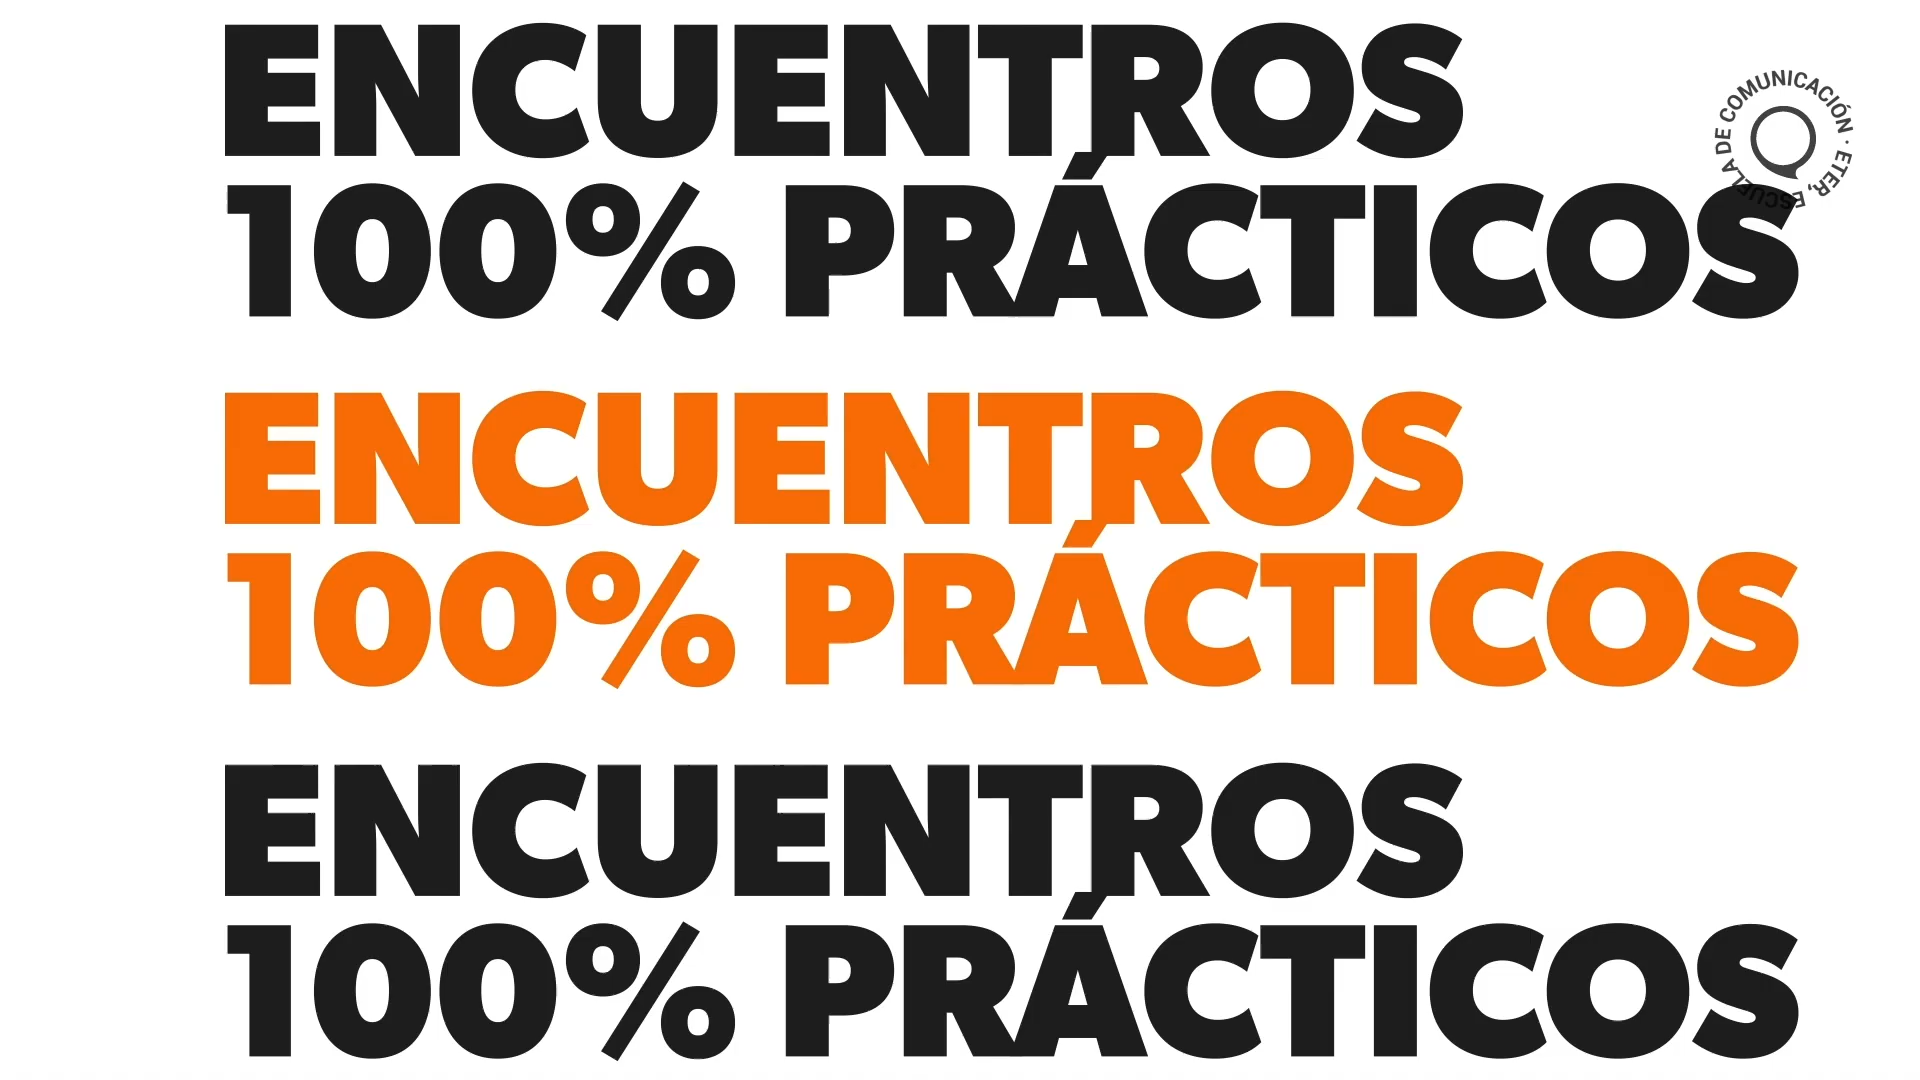 ENCUENTROS
100% PRÁCTICOS
ETER, ESCUELA DE COMUNICACIÓN ·
ENCUENTROS
100% PRÁCTICOS
ENCUENTROS
100% PRÁCTICOS